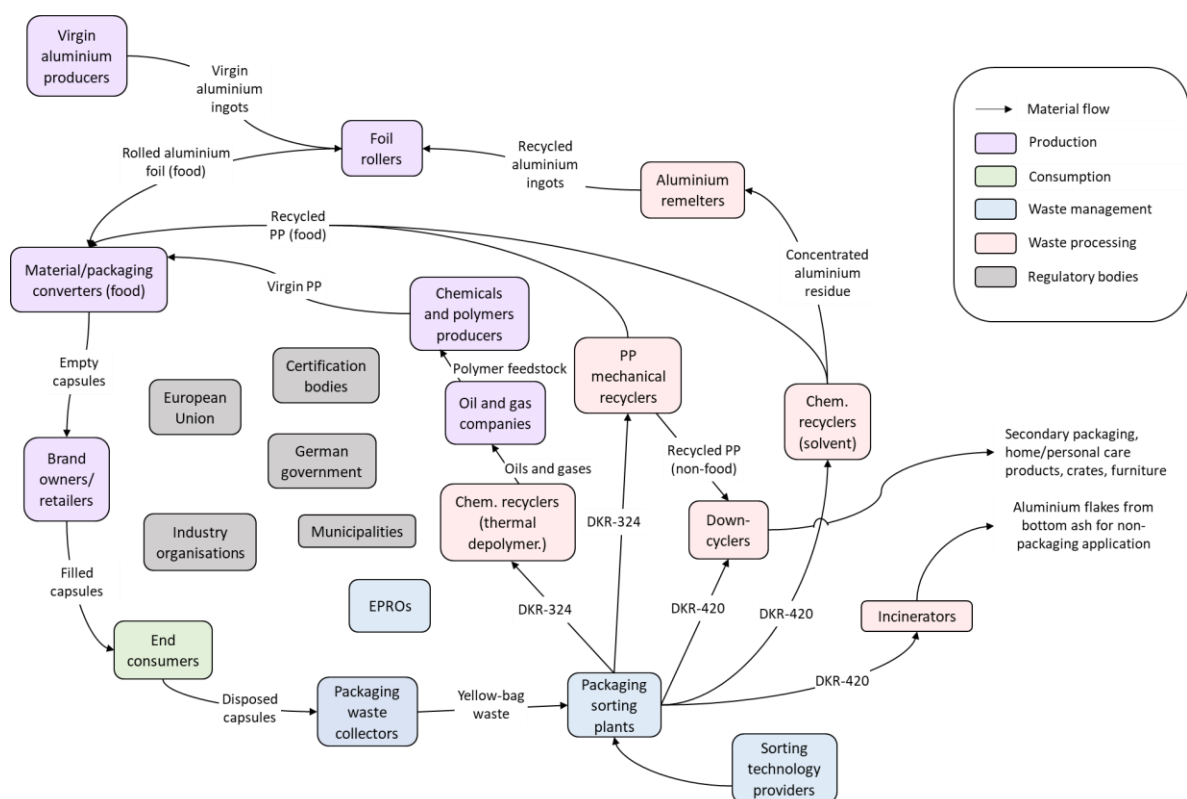 Virgin
aluminium
producers
Virgin
aluminium
ingots
Foil
rollers
Rolled aluminium
foil (food)
Recycled
aluminium
ingots
Aluminium
remelters
Recycled
PP (food)
Material/packaging
converters (food)
Virgin PP
Chemicals
and polymers
producers
Concentrated
aluminium
residue
Empty
capsules
European
Union
Certification
bodies
Polymer feedstock
PP
mechanical
recyclers
Oil and gas
companies
Chem.
recyclers
(solvent)
Brand
owners/
retailers
German
government
Oils and gases
Recycled PP
(non-food)
Secondary packaging,
home/personal care
products, crates, furniture
Industry
organisations
Municipalities
Chem. recyclers
(thermal
depolymer.)
DKR-324
Down-
cyclers
Aluminium flakes from
bottom ash for non-
packaging application
Filled
capsules
EPROs
DKR-324
DKR-420
DKR-420
Incinerators
End
consumers
DKR-420
Disposed
capsules
Packaging
waste
collectors
Yellow-bag
waste
Packaging
sorting
plants
Sorting
technology
providers
Material flow
Production
Consumption
Waste management
Waste processing
Regulatory bodies